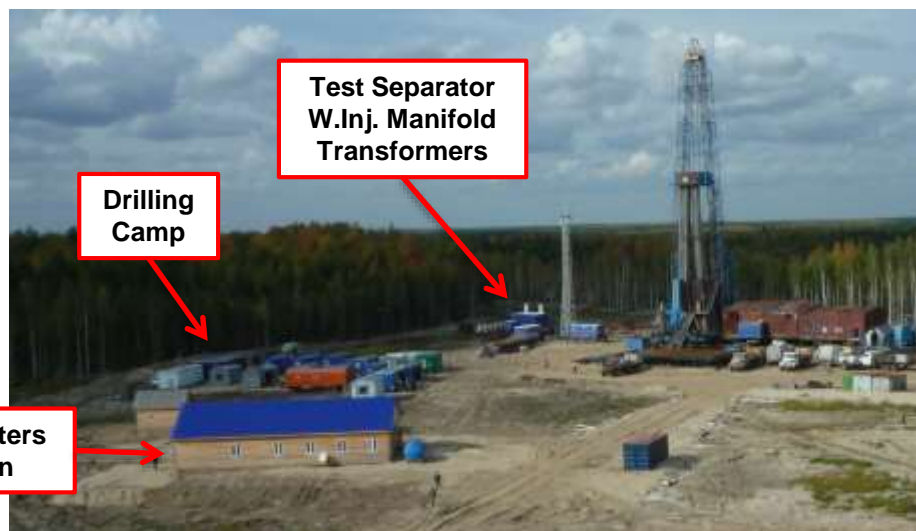 Test Separator
W.Inj. Manifold
Transformers
Drilling
Camp
ters
n